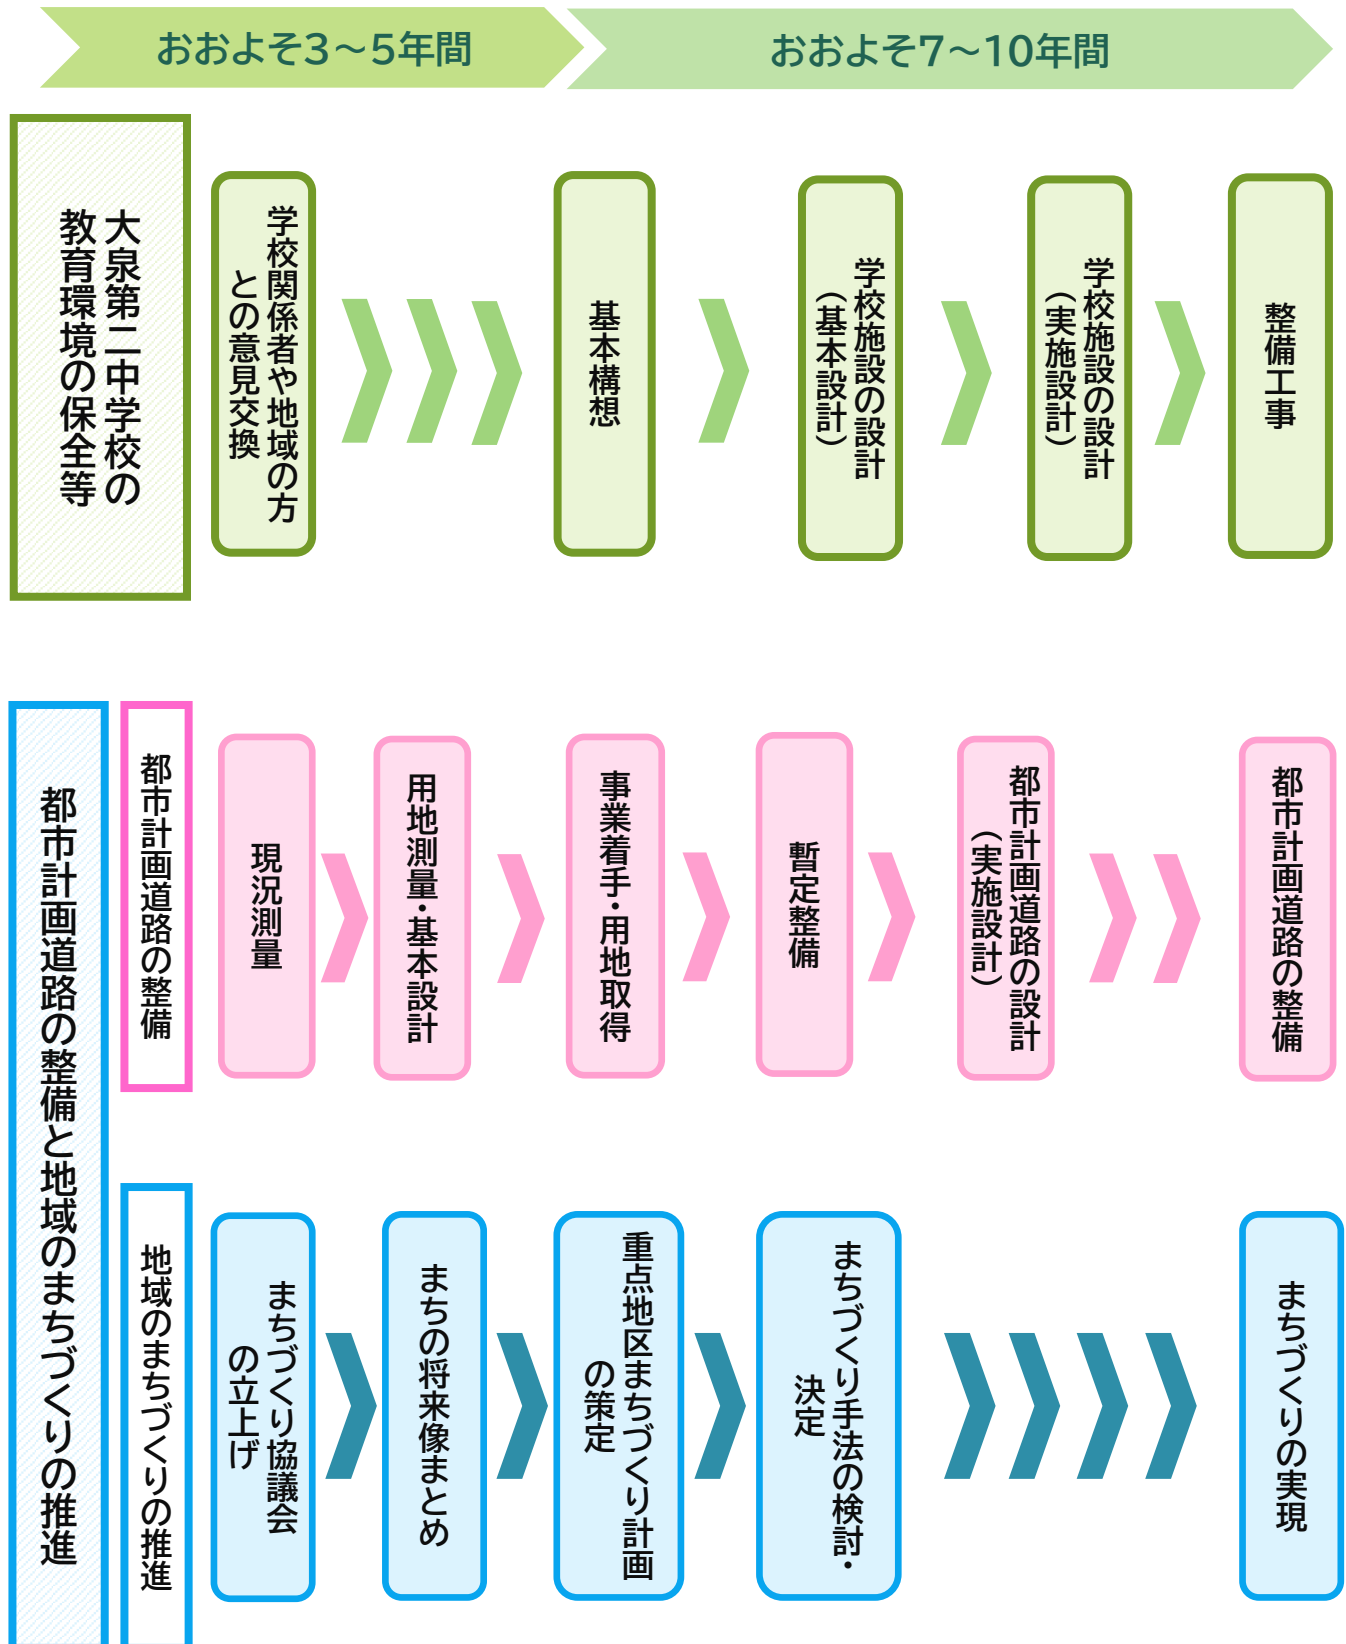 おおよそ3～5年間
おおよそ7～10年間
大泉第二中学校の
教育環境の保全等
学校関係者や地域の方
との意見交換
基本構想
学校施設の設計
（基本設計）
学校施設の設計
（実施設計）
整備工事
都市計画道路の整備と地域のまちづくりの推進
都市計画道路の整備
現況測量
用地測量・基本設計
事業着手・用地取得
暫定整備
都市計画道路の設計
（実施設計）
都市計画道路の整備
地域のまちづくりの推進
まちづくり協議会
の立上げ
まちの将来像まとめ
重点地区まちづくり計画
の策定
まちづくり手法の検討・
決定
まちづくりの実現